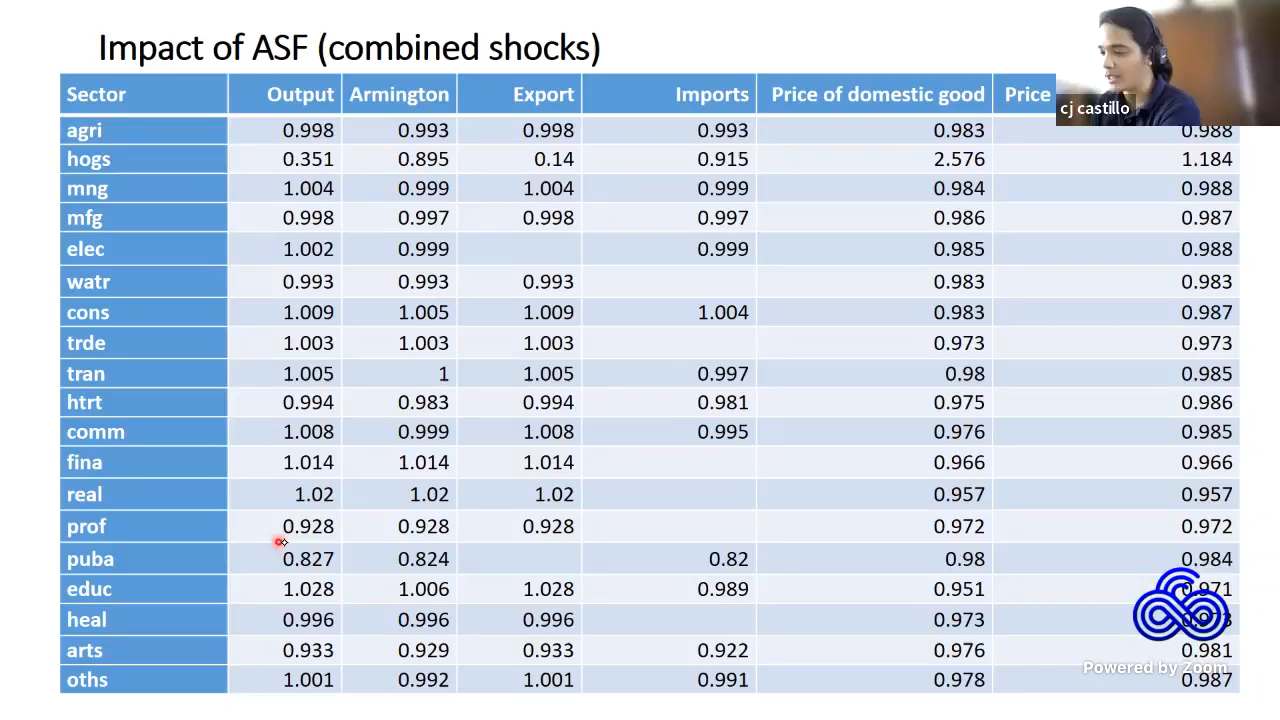 Impact of ASF (combined shocks)
cj castillo
Sector Output Armington Export Imports Price of domestic good Price
agri 0.998 0.993 0.998 0.993 0.983 0.988
hogs 0.351 0.895 0.14 0.915 2.576 1.184
mng 1.004 0.999 1.004 0.999 0.984 0.988
mfg 0.998 0.997 0.998 0.997 0.986 0.987
elec 1.002 0.999 0.999 0.985 0.988
watr 0.993 0.993 0.993 0.983 0.983
cons 1.009 1.005 1.009 1.004 0.983 0.987
trde 1.003 1.003 1.003 0.973 0.973
tran 1.005 1 1.005 0.997 0.98 0.985
htrt 0.994 0.983 0.994 0.981 0.975 0.986
comm 1.008 0.999 1.008 0.995 0.976 0.985
fina 1.014 1.014 1.014 0.966 0.966
real 1.02 1.02 1.02 0.957 0.957
prof 0.928 0.928 0.928 0.972 0.972
puba 0.827 0.824 0.82 0.98 0.984
educ 1.028 1.006 1.028 0.989 0.951 0.971
heal 0.996 0.996 0.996 0.973 0.973
arts 0.933 0.929 0.933 0.922 0.976 0.981
Powered by Zoom
oths 1.001 0.992 1.001 0.991 0.978 0.987